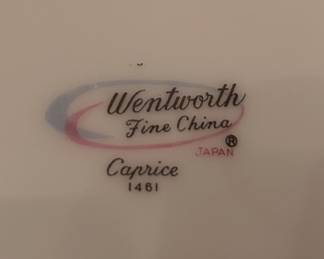 Wentworth
Fine China
®
JAPAN
Caprice
1461